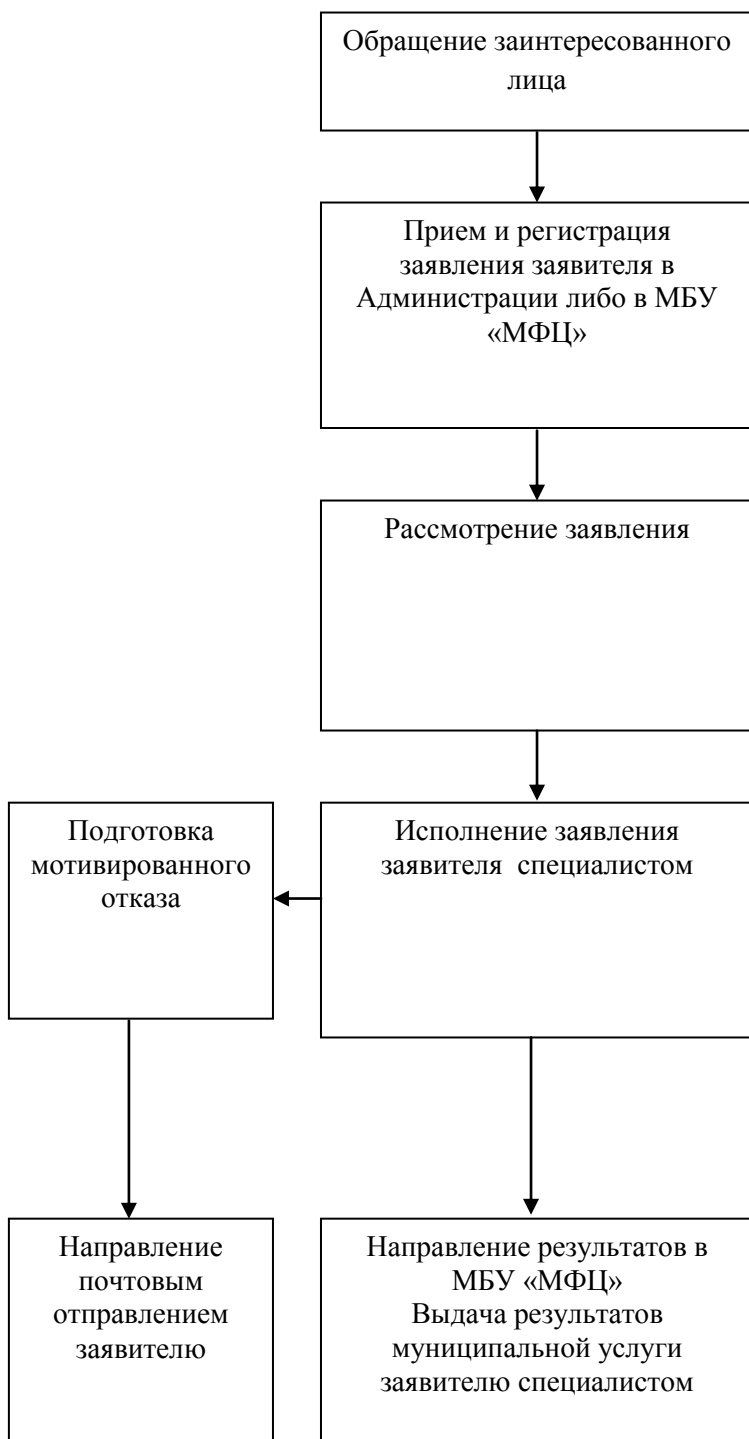 Обращение заинтересованного
лица
Прием и регистрация
заявления заявителя в
Администрации либо в МБУ
«МФЦ»
Рассмотрение заявления
Подготовка
мотивированного
отказа
Исполнение заявления
заявителя специалистом
Направление
почтовым
отправлением
заявителю
Направление результатов в
МБУ «МФЦ»
Выдача результатов
муниципальной услуги
заявителю специалистом